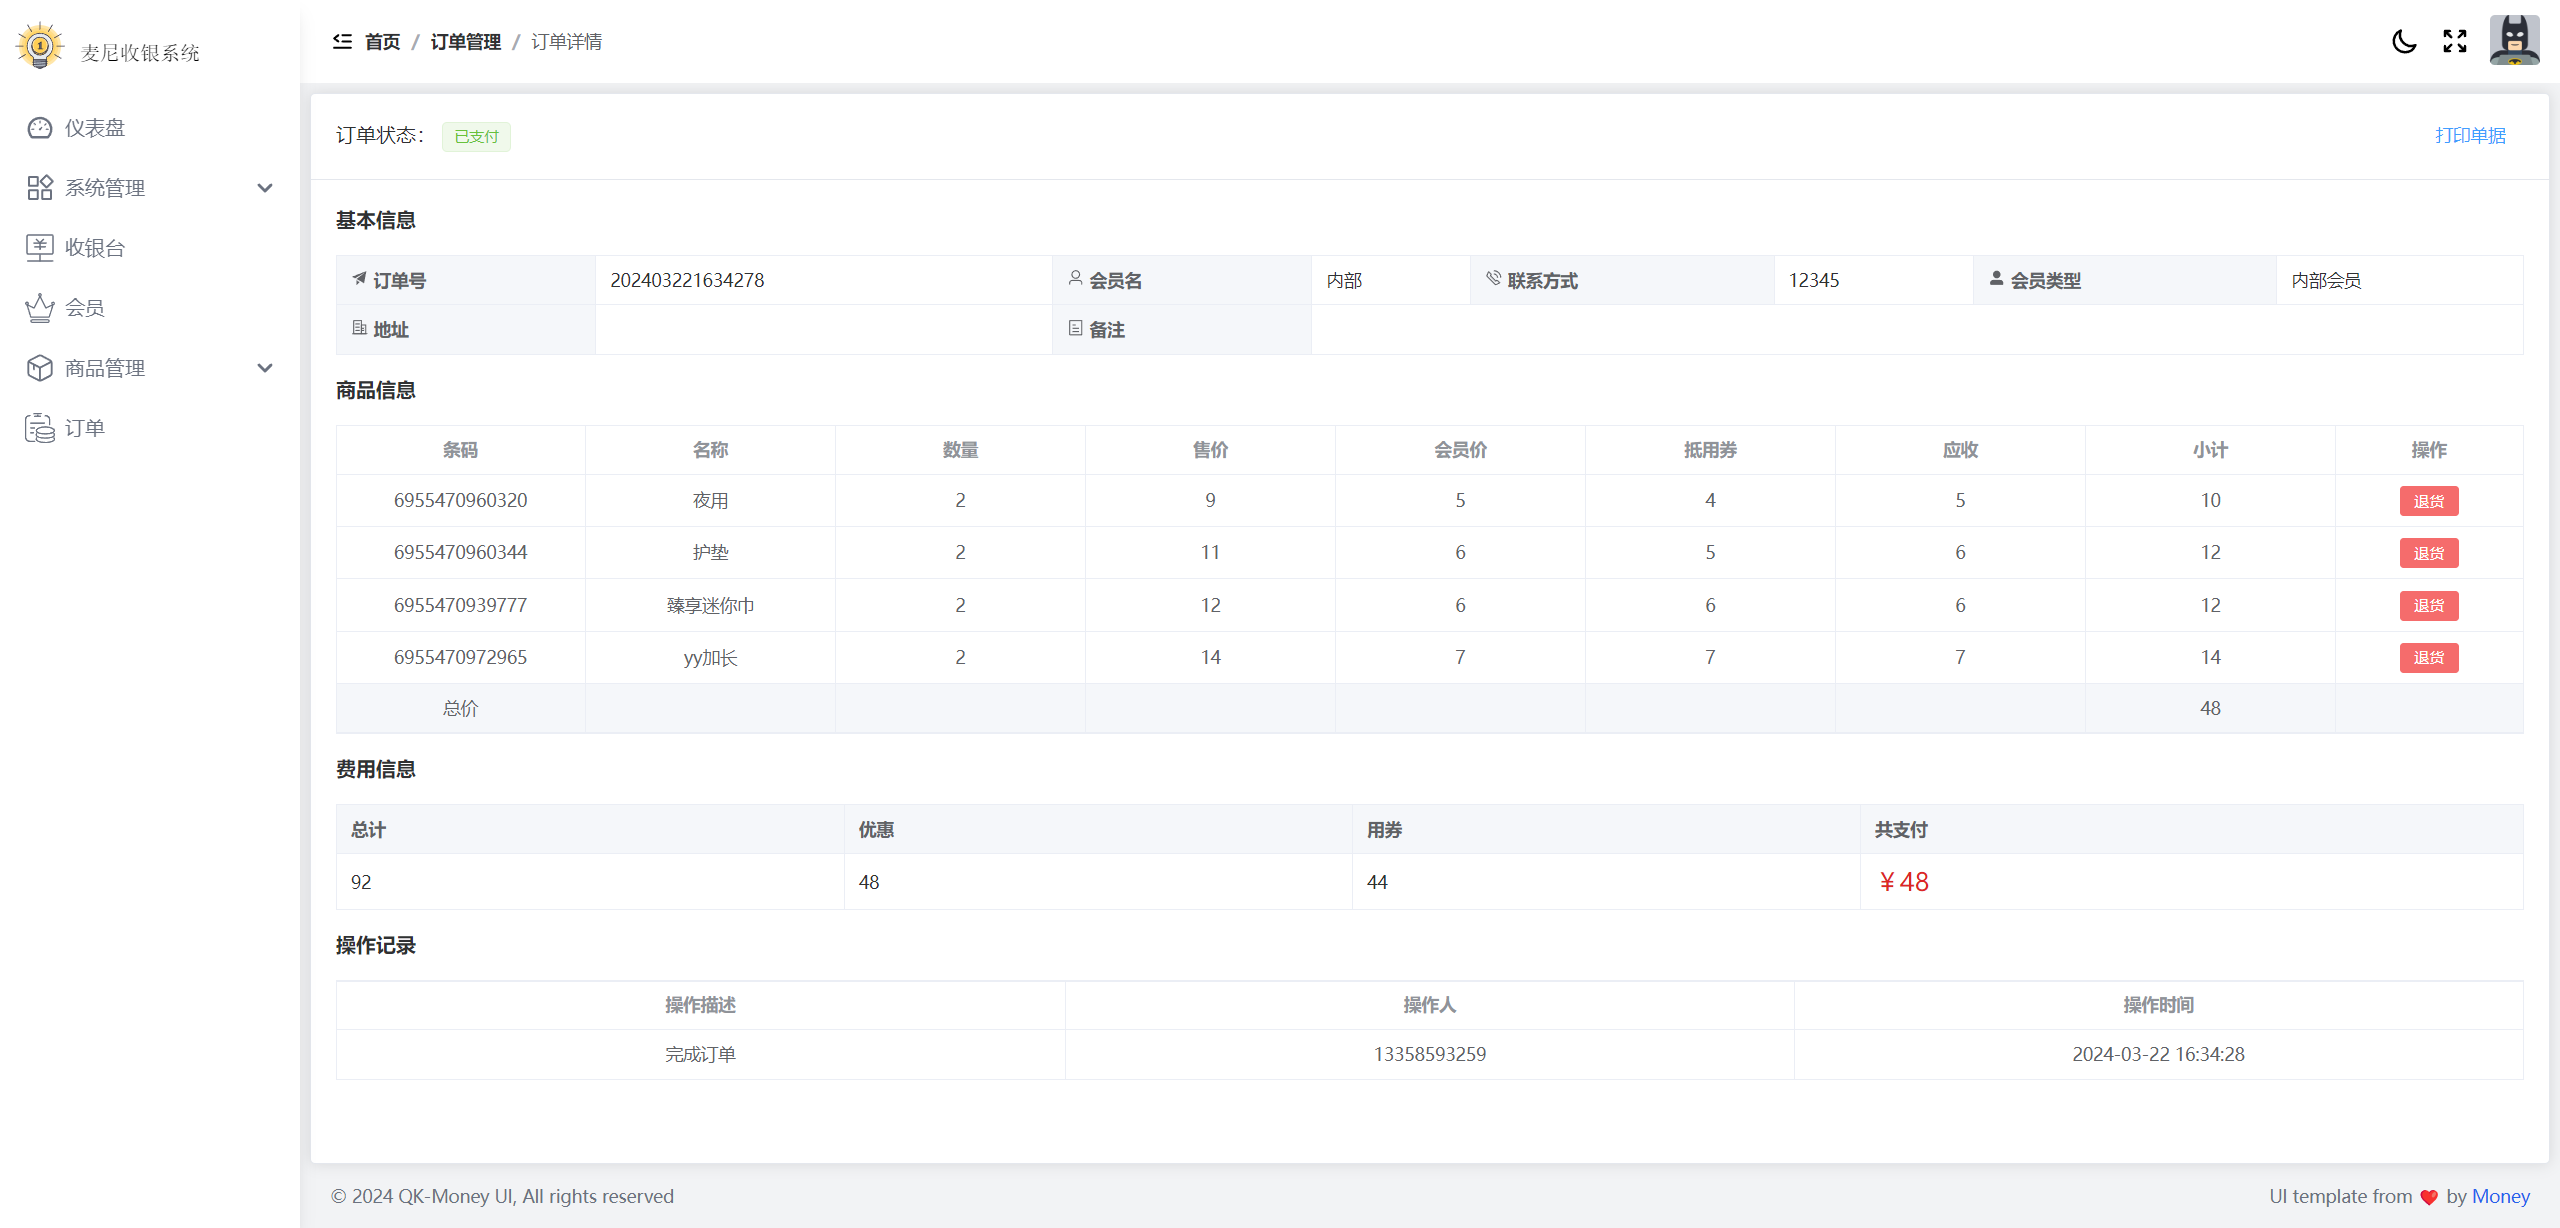 麦尼收银系统
首页 / 订单管理 / 订单详情
仪表盘
系统管理
收银台
会员
商品管理
订单
订单状态： 已支付 打印单据
基本信息
订单号 202403221634278 会员名 内部 联系方式 12345 会员类型 内部会员
地址 备注
商品信息
条码 名称 数量 售价 会员价 抵用券 应收 小计 操作
6955470960320 夜用 2 9 5 4 5 10 退货
6955470960344 护垫 2 11 6 5 6 12 退货
6955470939777 臻享迷你巾 2 12 6 6 6 12 退货
6955470972965 yy加长 2 14 7 7 7 14 退货
总价 48
费用信息
总计 优惠 用券 共支付
92 48 44 ￥48
操作记录
操作描述 操作人 操作时间
完成订单 13358593259 2024-03-22 16:34:28
© 2024 QK-Money UI, All rights reserved UI template from ❤️ by Money